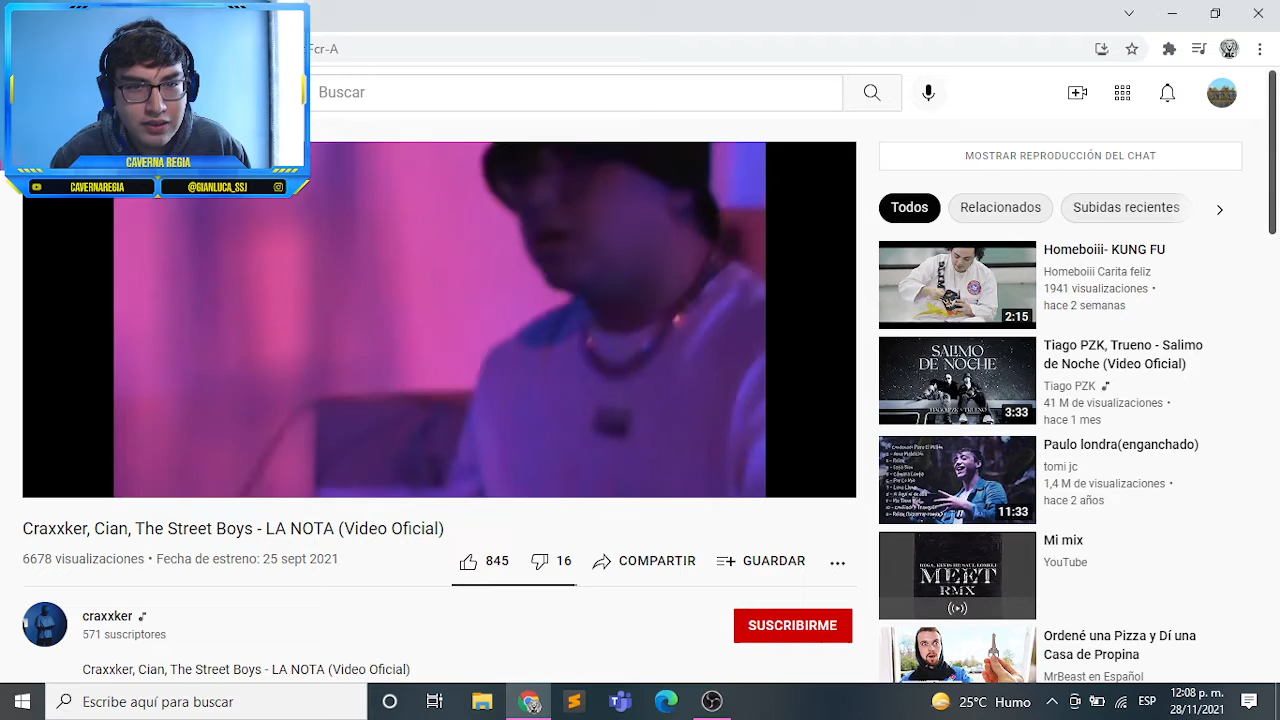 Fcr-A
Buscar
CAVERNA REGIA
CAVERNAREGIA
@GIANLUCA_SSJ
MOSTRAR REPRODUCCIÓN DEL CHAT
Todos
Relacionados
Subidas recientes
Homeboiii- KUNG FU
Homeboiii Carita feliz
1941 visualizaciones •
hace 2 semanas
2:15
Tiago PZK, Trueno - Salimo
de Noche (Video Oficial)
Tiago PZK
41 M de visualizaciones •
hace 1 mes
SALIMO
DE NOCHE
3:33
Paulo londra(enganchado)
tomi jc
1,4 M de visualizaciones •
hace 2 años
11:33
Mi mix
YouTube
MEET
RMX
Ordené una Pizza y Dí una
Casa de Propina
MrBeast en Español
Craxxker, Cian, The Street Boys - LA NOTA (Video Oficial)
6678 visualizaciones • Fecha de estreno: 25 sept 2021
845
16
COMPARTIR
GUARDAR
craxxker
571 suscriptores
SUSCRIBIRME
Craxxker, Cian, The Street Boys - LA NOTA (Video Oficial)
Escribe aquí para buscar
25°C Humo
12:08 p. m.
28/11/2021